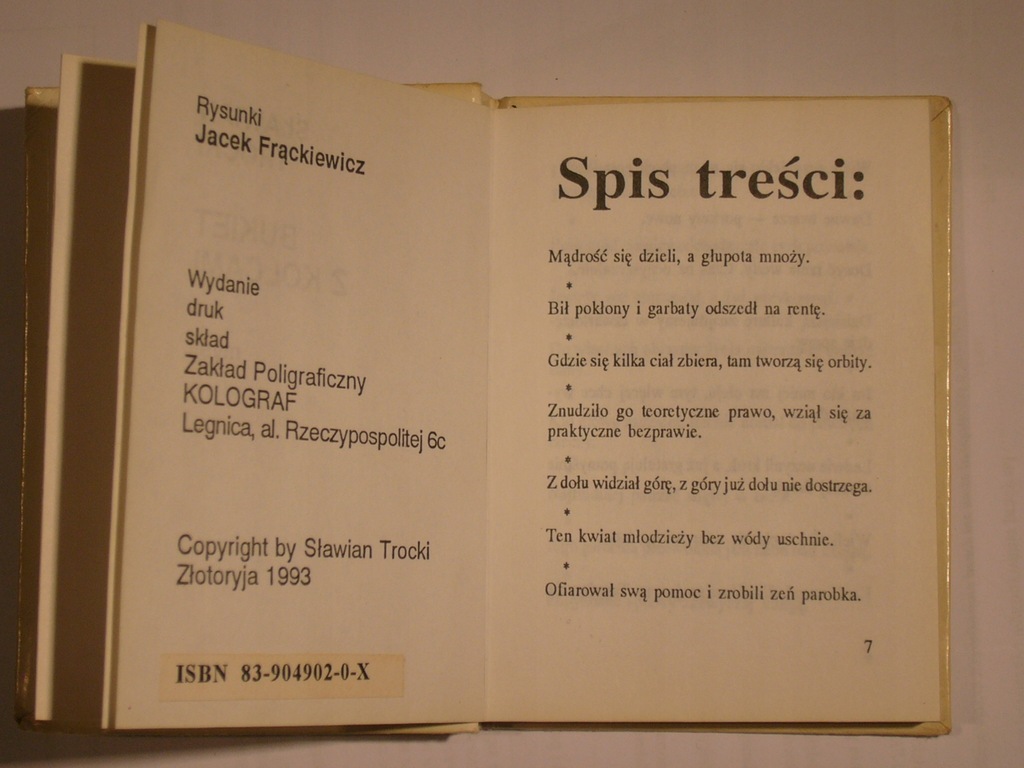 Rysunki
Jacek Frąckiewicz
Wydanie
druk
skład
Zakład Poligraficzny
KOLOGRAF
Legnica, al. Rzeczypospolitej 6c
Copyright by Sławian Trocki
Złotoryja 1993
ISBN 83-904902-0-X
Spis treści:
Mądrość się dzieli, a głupota mnoży.
*
Bił pokłony i garbaty odszedł na rentę.
*
Gdzie się kilka ciał zbiera, tam tworzą się orbity.
*
Znudziło go teoretyczne prawo, wziął się za
praktyczne bezprawie.
*
Z dołu widział górę, z góry już dołu nie dostrzega.
*
Ten kwiat młodzieży bez wódy uschnie.
*
Ofiarował swą pomoc i zrobili zeń parobka.
7